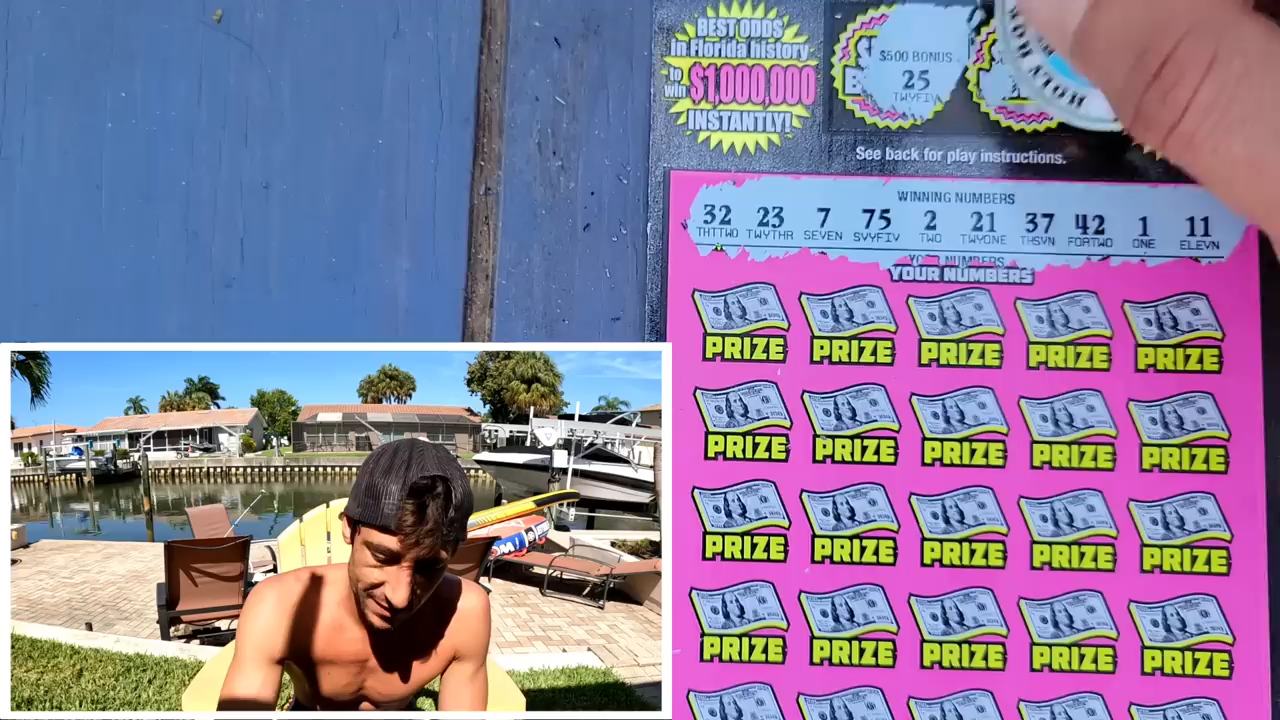 BEST ODDS
in Florida history
to win $1,000,000
INSTANTLY!
$500 BONUS
25
TWYFIV
See back for play instructions.
WINNING NUMBERS
32 23 7 75 2 21 37 42 1 11
THTTWO TWYTHR SEVEN SVYFIV TWO TWYONE THSVN FORTWO ONE ELEVN
YOUR NUMBERS
YOUR NUMBERS
PRIZE PRIZE PRIZE PRIZE PRIZE
PRIZE PRIZE PRIZE PRIZE PRIZE
PRIZE PRIZE PRIZE PRIZE PRIZE
PRIZE PRIZE PRIZE PRIZE PRIZE